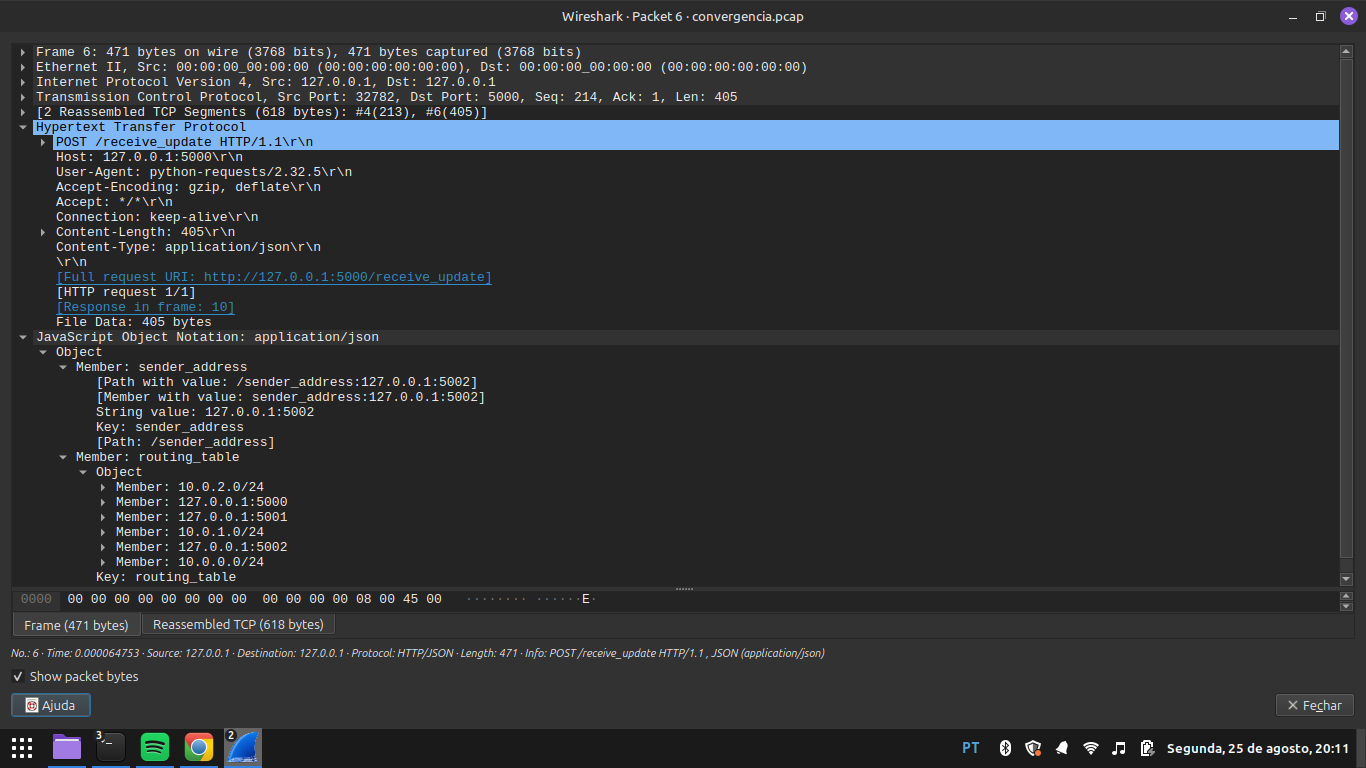 Wireshark · Packet 6 · convergencia.pcap
Frame 6: 471 bytes on wire (3768 bits), 471 bytes captured (3768 bits)
Ethernet II, Src: 00:00:00_00:00:00 (00:00:00:00:00:00), Dst: 00:00:00_00:00:00 (00:00:00:00:00:00)
Internet Protocol Version 4, Src: 127.0.0.1, Dst: 127.0.0.1
Transmission Control Protocol, Src Port: 32782, Dst Port: 5000, Seq: 214, Ack: 1, Len: 405
[2 Reassembled TCP Segments (618 bytes): #4(213), #6(405)]
Hypertext Transfer Protocol
POST /receive_update HTTP/1.1\r\n
Host: 127.0.0.1:5000\r\n
User-Agent: python-requests/2.32.5\r\n
Accept-Encoding: gzip, deflate\r\n
Accept: */*\r\n
Connection: keep-alive\r\n
Content-Length: 405\r\n
Content-Type: application/json\r\n
\r\n
[Full request URI: http://127.0.0.1:5000/receive_update]
[HTTP request 1/1]
[Response in frame: 10]
File Data: 405 bytes
JavaScript Object Notation: application/json
Object
Member: sender_address
[Path with value: /sender_address:127.0.0.1:5002]
[Member with value: sender_address:127.0.0.1:5002]
String value: 127.0.0.1:5002
Key: sender_address
[Path: /sender_address]
Member: routing_table
Object
Member: 10.0.2.0/24
Member: 127.0.0.1:5000
Member: 127.0.0.1:5001
Member: 10.0.1.0/24
Member: 127.0.0.1:5002
Member: 10.0.0.0/24
Key: routing_table
0000 00 00 00 00 00 00 00 00 00 00 00 00 08 00 45 00 ········ ······E·
Frame (471 bytes) Reassembled TCP (618 bytes)
No.: 6 · Time: 0.000064753 · Source: 127.0.0.1 · Destination: 127.0.0.1 · Protocol: HTTP/JSON · Length: 471 · Info: POST /receive_update HTTP/1.1 , JSON (application/json)
Show packet bytes
Ajuda
Fechar
3 2 PT Segunda, 25 de agosto, 20:11